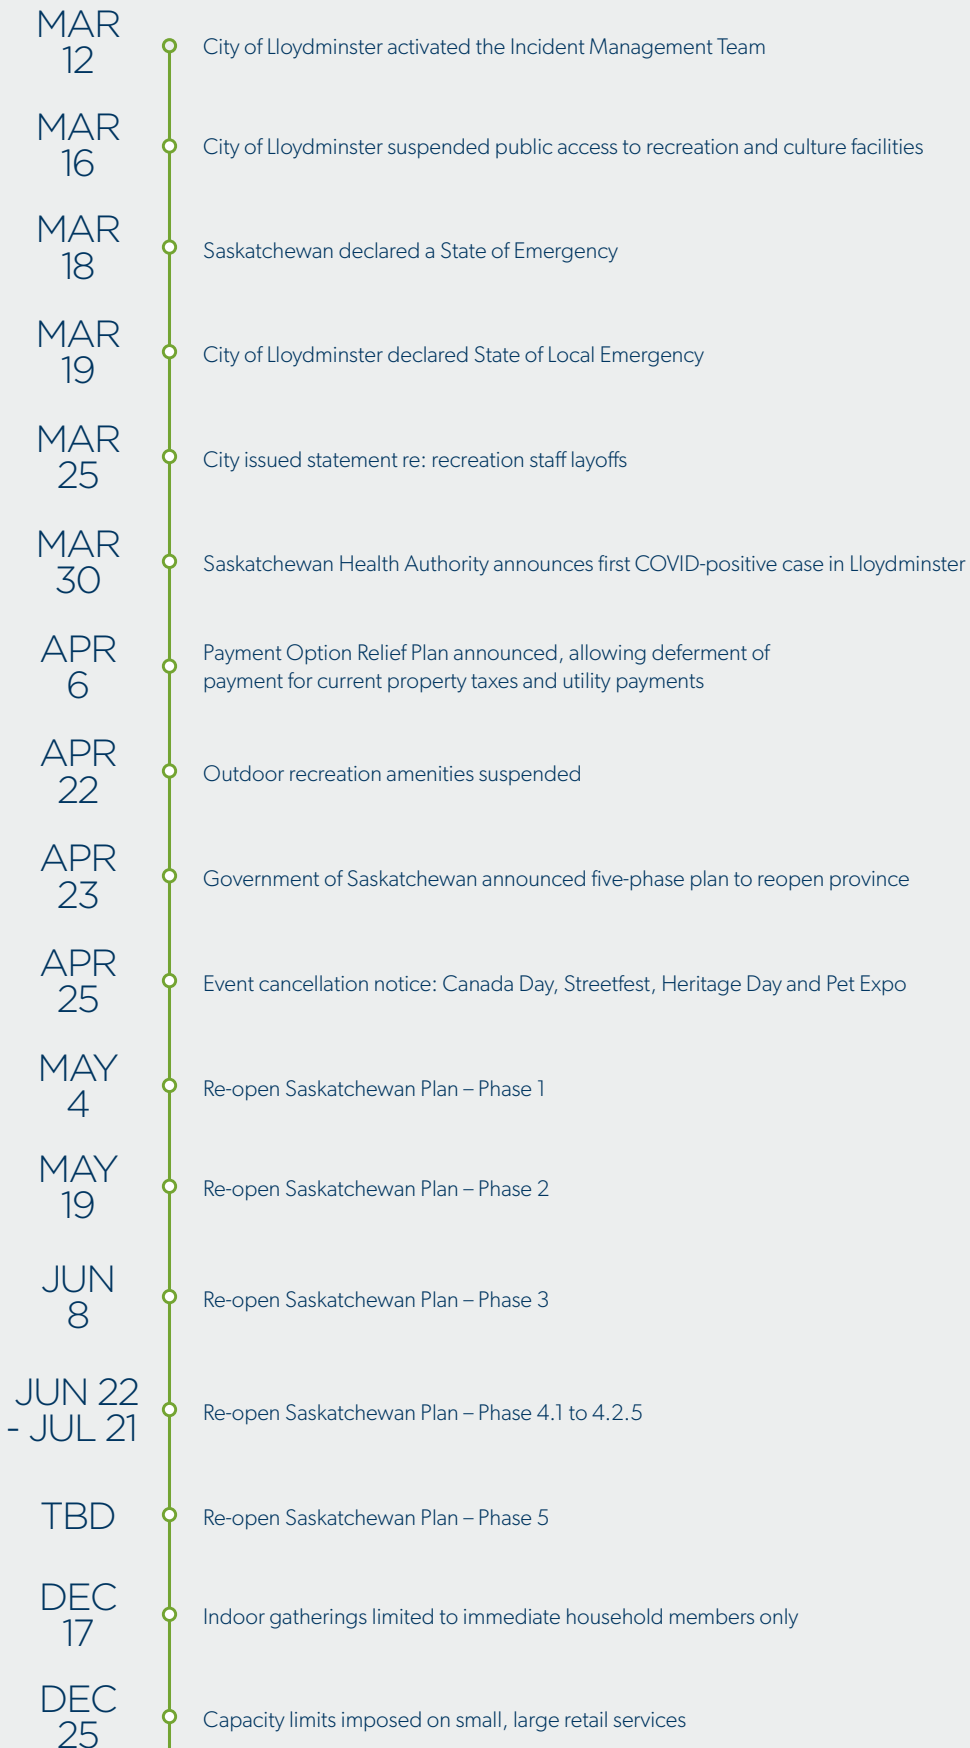 MAR
12
City of Lloydminster activated the Incident Management Team
MAR
16
City of Lloydminster suspended public access to recreation and culture facilities
MAR
18
Saskatchewan declared a State of Emergency
MAR
19
City of Lloydminster declared State of Local Emergency
MAR
25
City issued statement re: recreation staff layoffs
MAR
30
Saskatchewan Health Authority announces first COVID-positive case in Lloydminster
APR
6
Payment Option Relief Plan announced, allowing deferment of
payment for current property taxes and utility payments
APR
22
Outdoor recreation amenities suspended
APR
23
Government of Saskatchewan announced five-phase plan to reopen province
APR
25
Event cancellation notice: Canada Day, Streetfest, Heritage Day and Pet Expo
MAY
4
Re-open Saskatchewan Plan – Phase 1
MAY
19
Re-open Saskatchewan Plan – Phase 2
JUN
8
Re-open Saskatchewan Plan – Phase 3
JUN 22
- JUL 21
Re-open Saskatchewan Plan – Phase 4.1 to 4.2.5
TBD
Re-open Saskatchewan Plan – Phase 5
DEC
17
Indoor gatherings limited to immediate household members only
DEC
25
Capacity limits imposed on small, large retail services